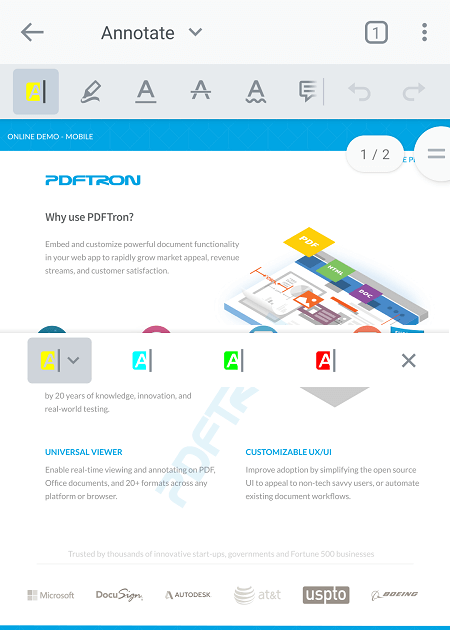 Annotate
1
A
A
A
A
ONLINE DEMO - MOBILE
1 / 2
E P
PDFTRON
Why use PDFTron?
Embed and customize powerful document functionality
in your web app to rapidly grow market appeal, revenue
streams, and customer satisfaction.
PDF
HTML
DOC
A
A
A
A
by 20 years of knowledge, innovation, and
real-world testing.
PDFTR
UNIVERSAL VIEWER
Enable real-time viewing and annotating on PDF,
Office documents, and 20+ formats across any
platform or browser.
CUSTOMIZABLE UX/UI
Improve adoption by simplifying the open source
UI to appeal to non-tech savvy users, or automate
existing document workflows.
Trusted by thousands of innovative start-ups, governments and Fortune 500 businesses
Microsoft DocuSign AUTODESK at&t uspto BOEING